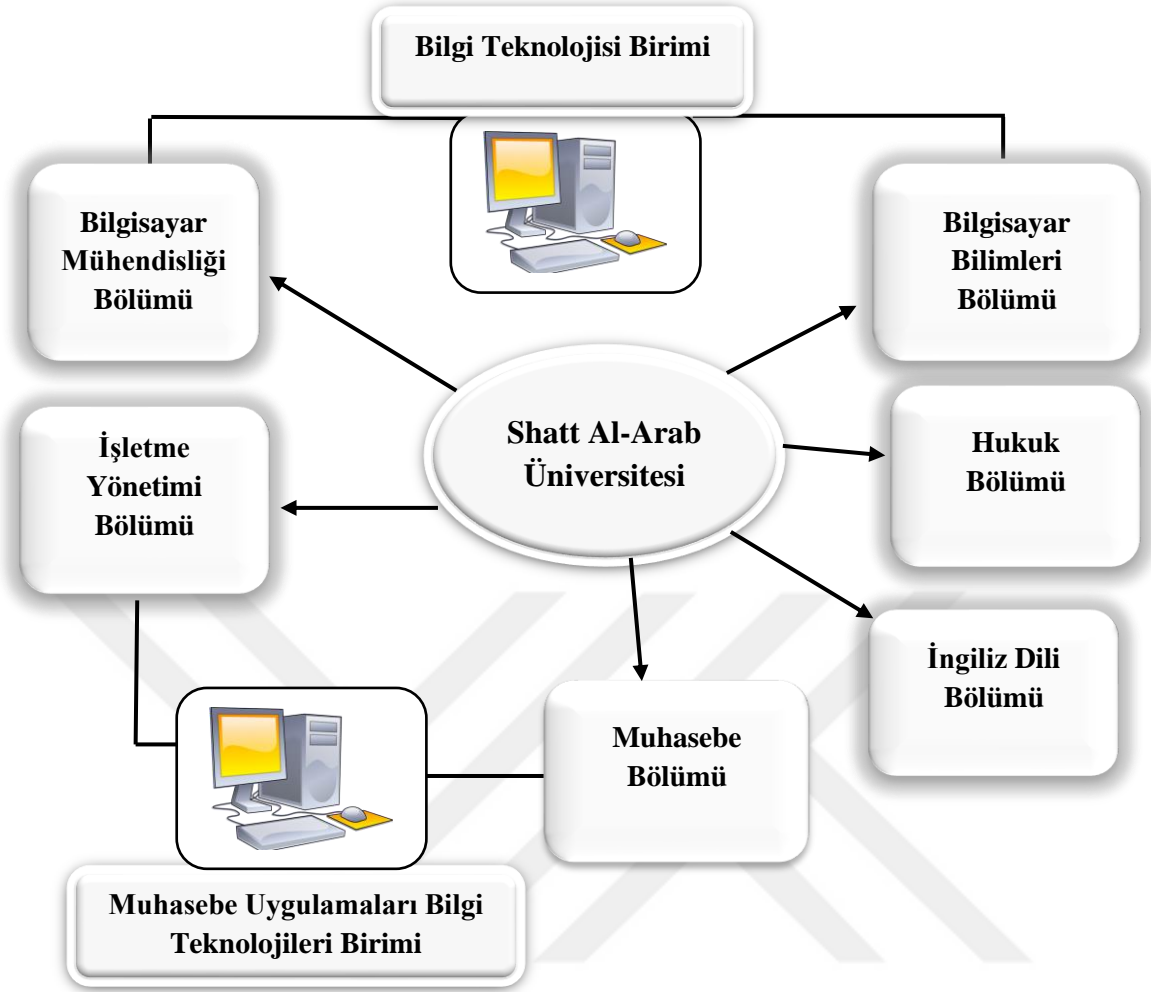 Bilgi Teknolojisi Birimi
Bilgisayar
Mühendisliği
Bölümü
Bilgisayar
Bilimleri
Bölümü
Shatt Al-Arab
Üniversitesi
İşletme
Yönetimi
Bölümü
Hukuk
Bölümü
İngiliz Dili
Bölümü
Muhasebe
Bölümü
Muhasebe Uygulamaları Bilgi
Teknolojileri Birimi